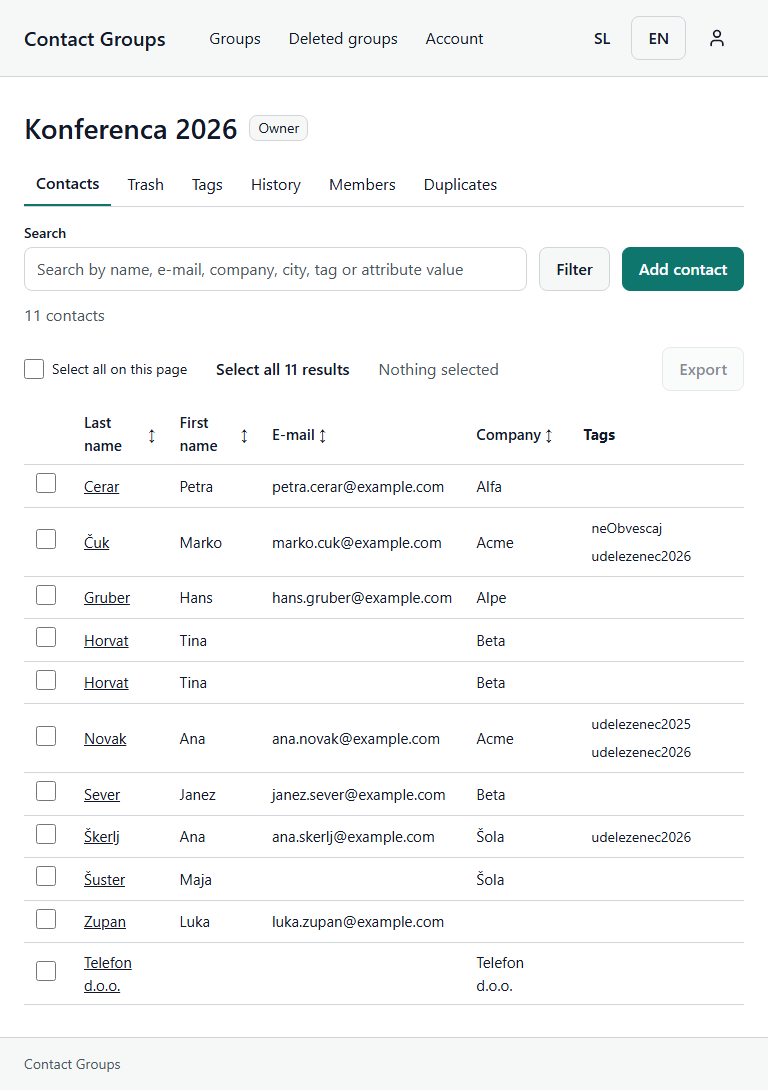 Contact Groups Groups Deleted groups Account SL EN
Konferenca 2026 Owner
Contacts Trash Tags History Members Duplicates
Search
Search by name, e-mail, company, city, tag or attribute value Filter Add contact
11 contacts
Select all on this page Select all 11 results Nothing selected Export
Last name First name E-mail Company Tags
Cerar Petra petra.cerar@example.com Alfa
Čuk Marko marko.cuk@example.com Acme neObvescaj udelezenec2026
Gruber Hans hans.gruber@example.com Alpe
Horvat Tina Beta
Horvat Tina Beta
Novak Ana ana.novak@example.com Acme udelezenec2025 udelezenec2026
Sever Janez janez.sever@example.com Beta
Škerlj Ana ana.skerlj@example.com Šola udelezenec2026
Šuster Maja Šola
Zupan Luka luka.zupan@example.com
Telefon d.o.o. Telefon d.o.o.
Contact Groups